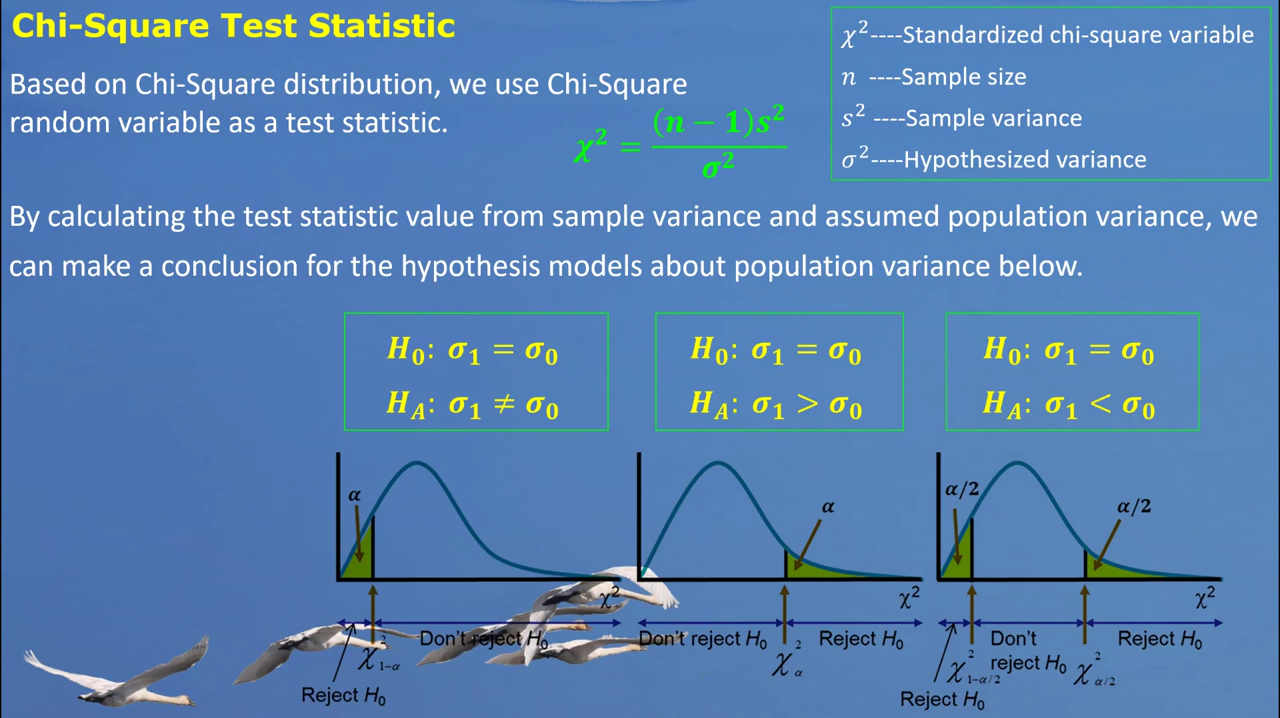 Chi-Square Test Statistic
Based on Chi-Square distribution, we use Chi-Square
random variable as a test statistic.
χ² = (n − 1)s² / σ²
χ²----Standardized chi-square variable
n ----Sample size
s² ----Sample variance
σ²----Hypothesized variance
By calculating the test statistic value from sample variance and assumed population variance, we
can make a conclusion for the hypothesis models about population variance below.
H₀: σ₁ = σ₀
H_A: σ₁ ≠ σ₀
H₀: σ₁ = σ₀
H_A: σ₁ > σ₀
H₀: σ₁ = σ₀
H_A: σ₁ < σ₀
α
χ²
Don't reject H₀
χ²₁₋α
Reject H₀
α
χ²
Don't reject H₀
Reject H₀
χ²α
α/2
α/2
χ²
Don't
reject H₀
Reject H₀
χ²₁₋α/₂
χ²α/₂
Reject H₀